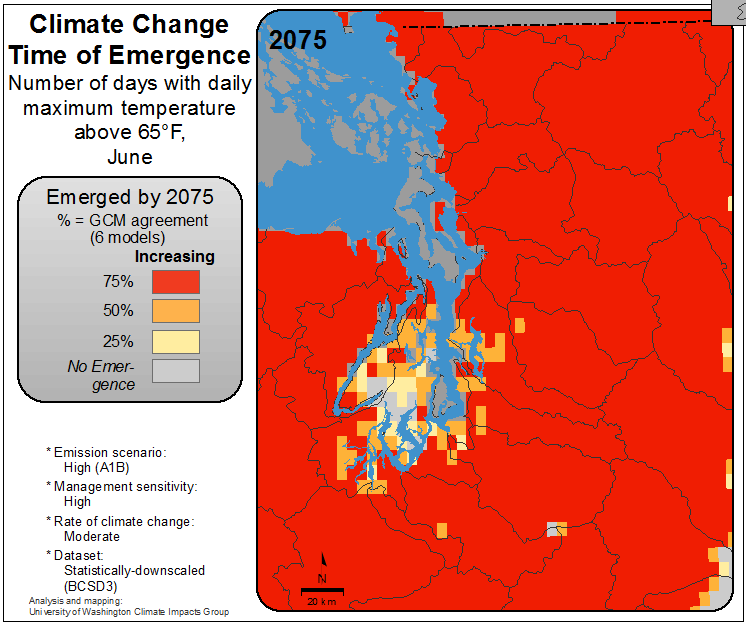 Climate Change
Time of Emergence
Number of days with daily
maximum temperature
above 65°F,
June
2075
Emerged by 2075
% = GCM agreement
(6 models)
Increasing
75%
50%
25%
No Emer-
gence
* Emission scenario:
High (A1B)
* Management sensitivity:
High
* Rate of climate change:
Moderate
* Dataset:
Statistically-downscaled
(BCSD3)
Analysis and mapping:
University of Washington Climate Impacts Group
N
20 km